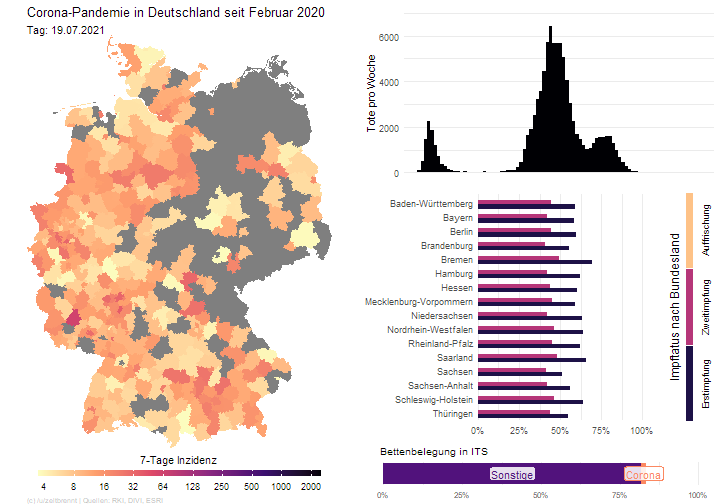 Corona-Pandemie in Deutschland seit Februar 2020
Tag: 19.07.2021
7-Tage Inzidenz
4 8 16 32 64 128 250 500 1000 2000
Quellen: RKI, DIVI, ESRI
Tote pro Woche
6000
4000
2000
0
Baden-Württemberg
Bayern
Berlin
Brandenburg
Bremen
Hamburg
Hessen
Mecklenburg-Vorpommern
Niedersachsen
Nordrhein-Westfalen
Rheinland-Pfalz
Saarland
Sachsen
Sachsen-Anhalt
Schleswig-Holstein
Thüringen
0% 25% 50% 75% 100%
Impfstatus nach Bundesland
Auffrischung
Zweitimpfung
Erstimpfung
Bettenbelegung in ITS
Sonstige
Corona
0% 25% 50% 75% 100%